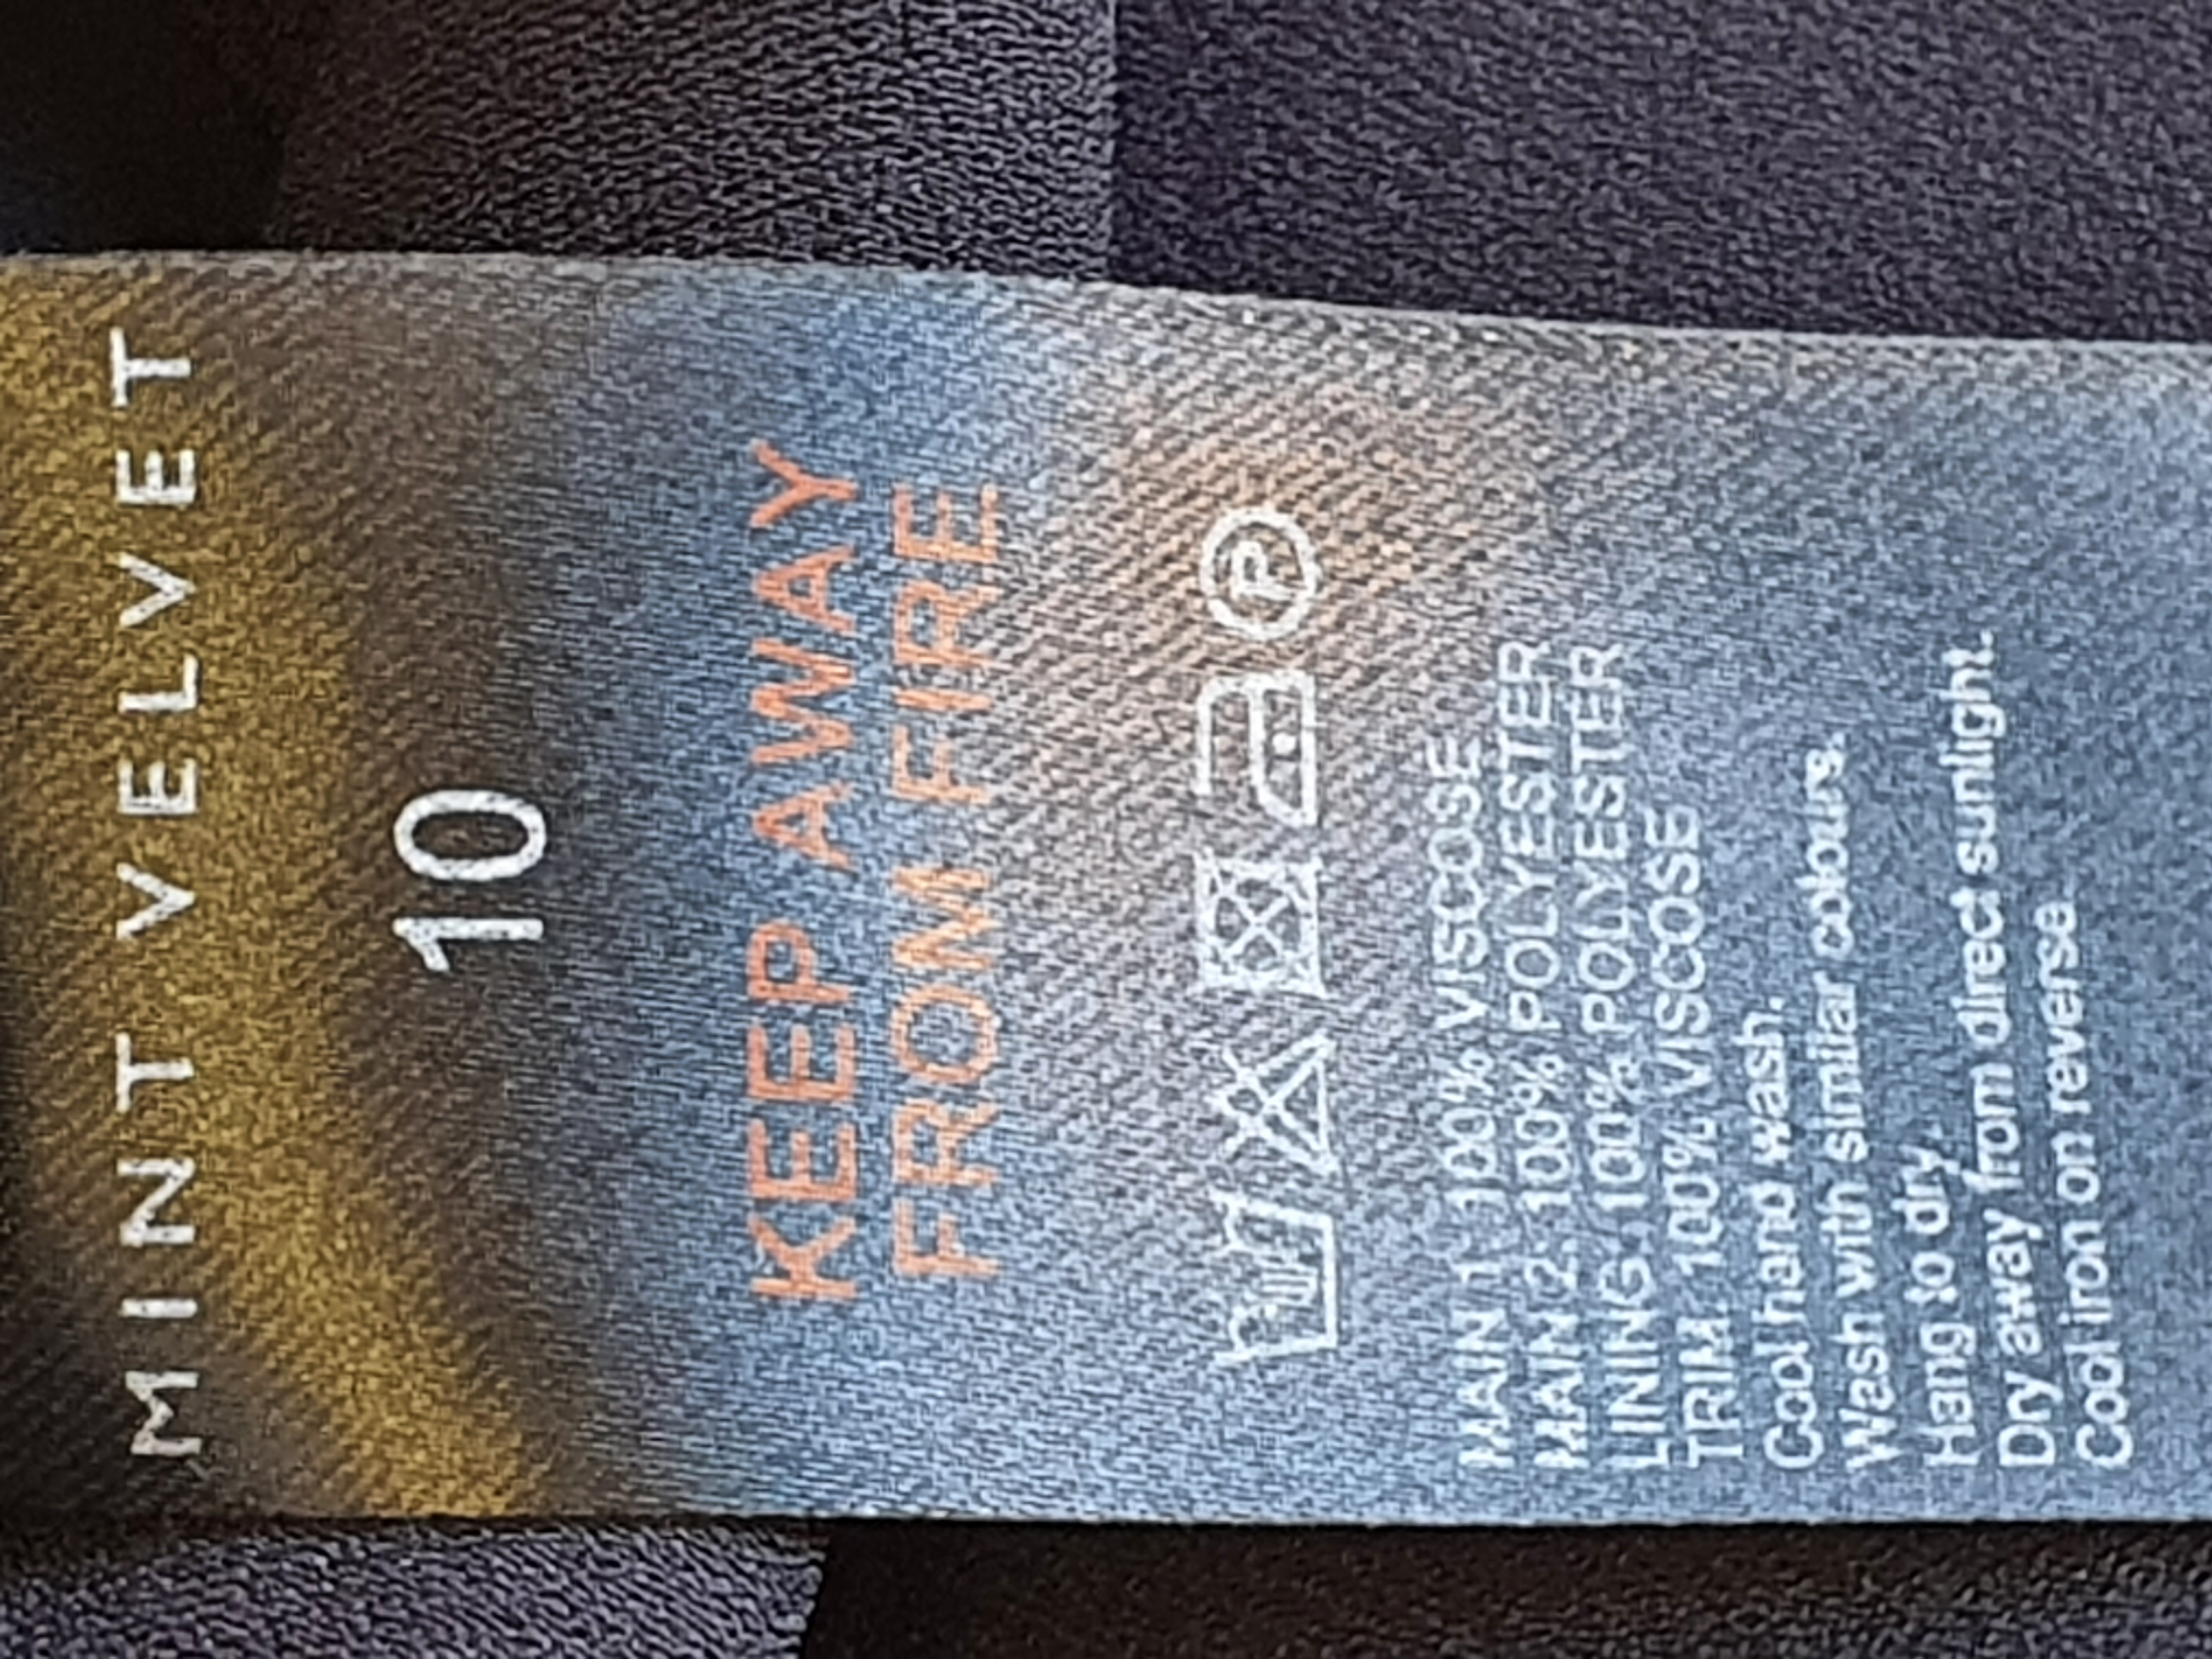 MINT VELVET
10
KEEP AWAY
FROM FIRE
P
MAIN 1: 100% VISCOSE
MAIN 2: 100% POLYESTER
LINING: 100% POLYESTER
TRIM: 100% VISCOSE
Cool hand wash.
Wash with similar colours.
Hang to dry.
Dry away from direct sunlight.
Cool iron on reverse.